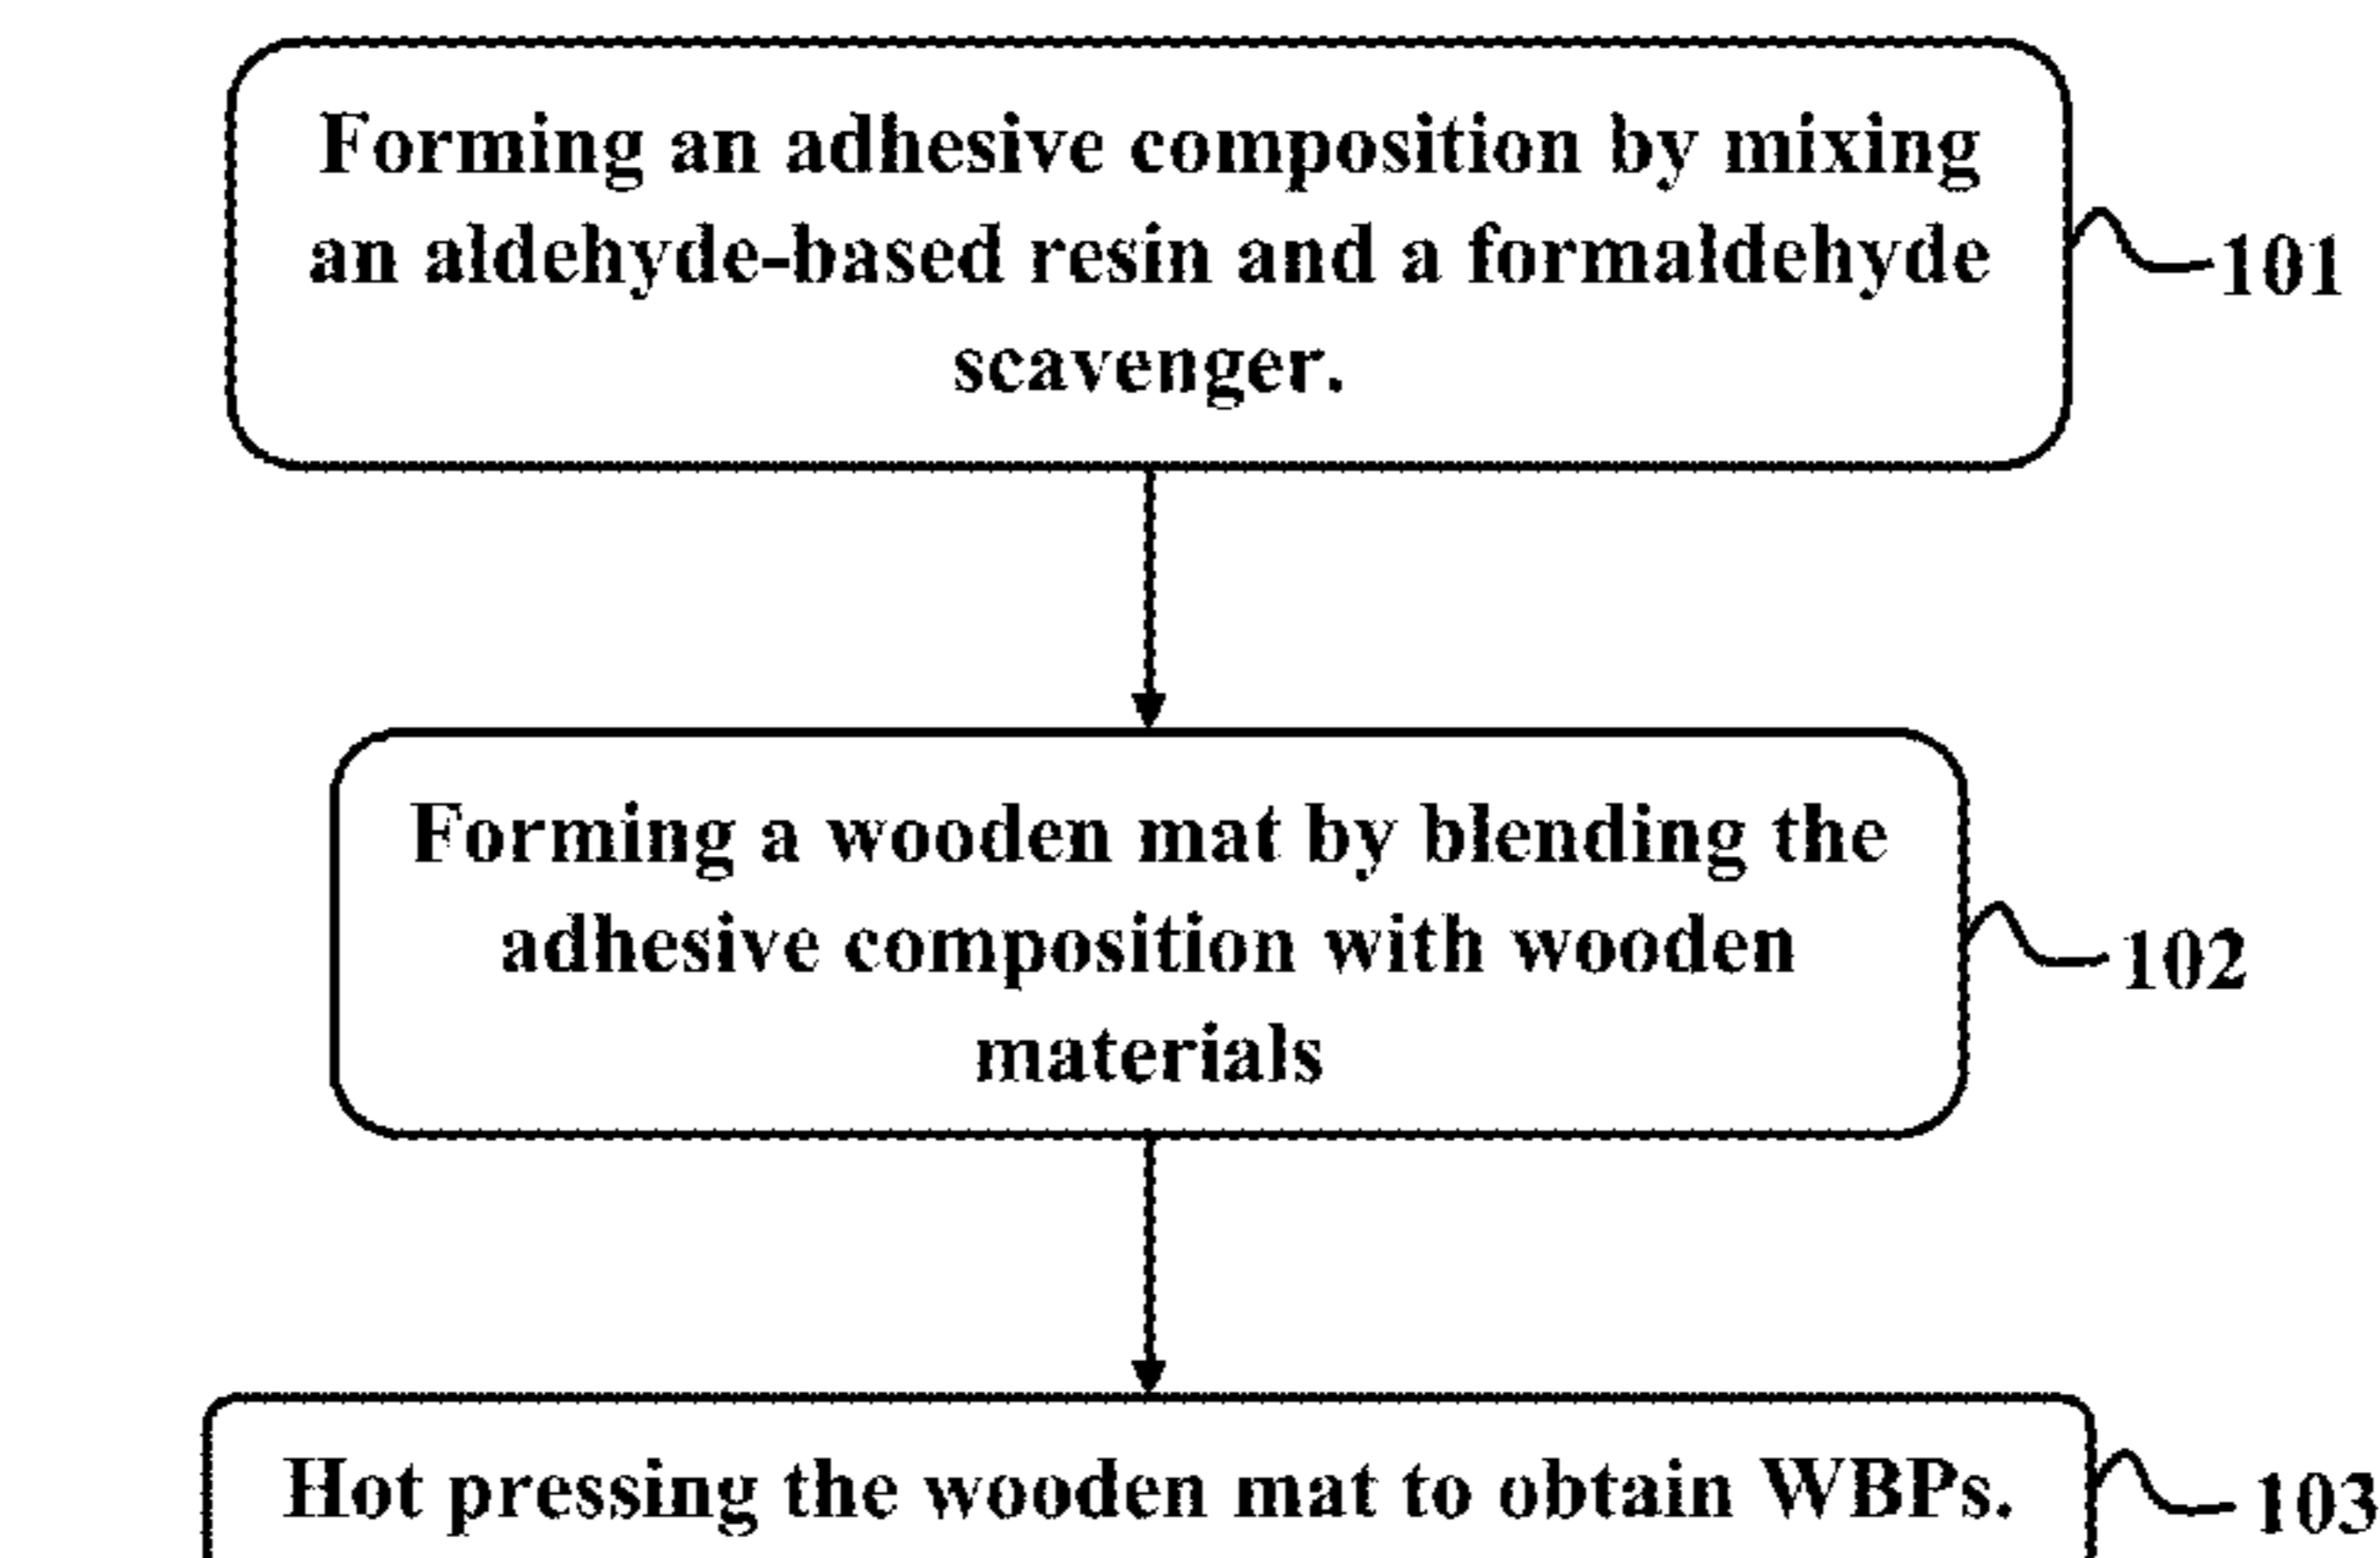 Forming an adhesive composition by mixing
an aldehyde-based resin and a formaldehyde
scavenger.
101
Forming a wooden mat by blending the
adhesive composition with wooden
materials
102
Hot pressing the wooden mat to obtain WBPs.
103